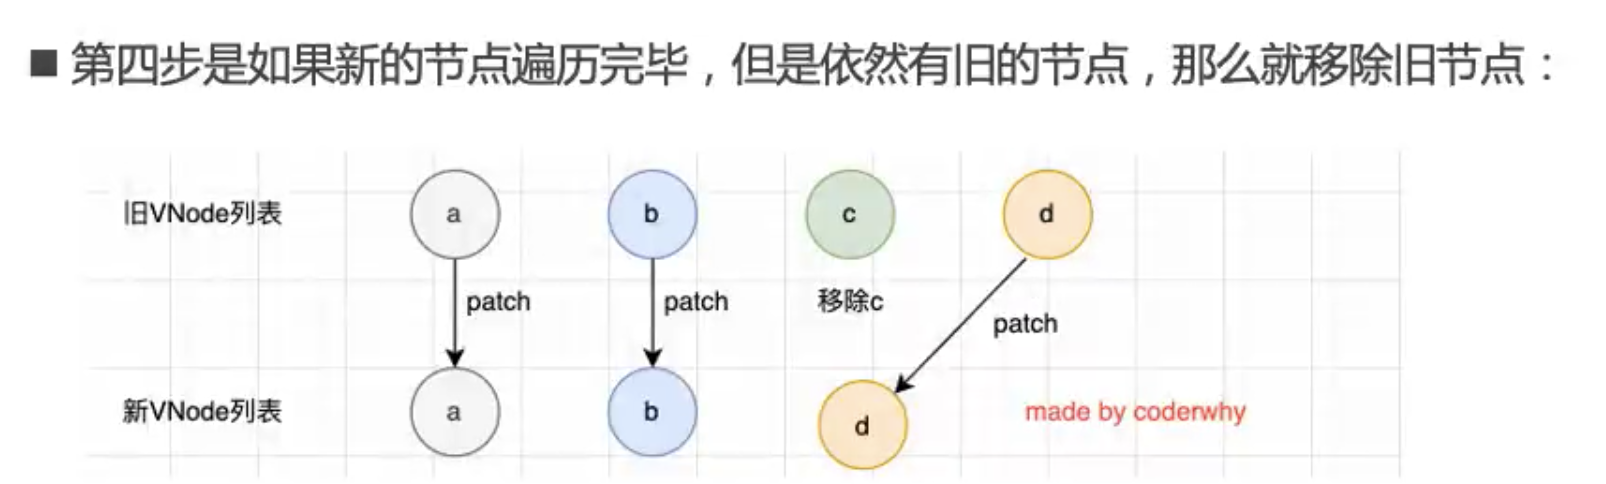 ■ 第四步是如果新的节点遍历完毕，但是依然有旧的节点，那么就移除旧节点：
旧VNode列表 a b c d
patch patch 移除c patch
新VNode列表 a b d made by coderwhy